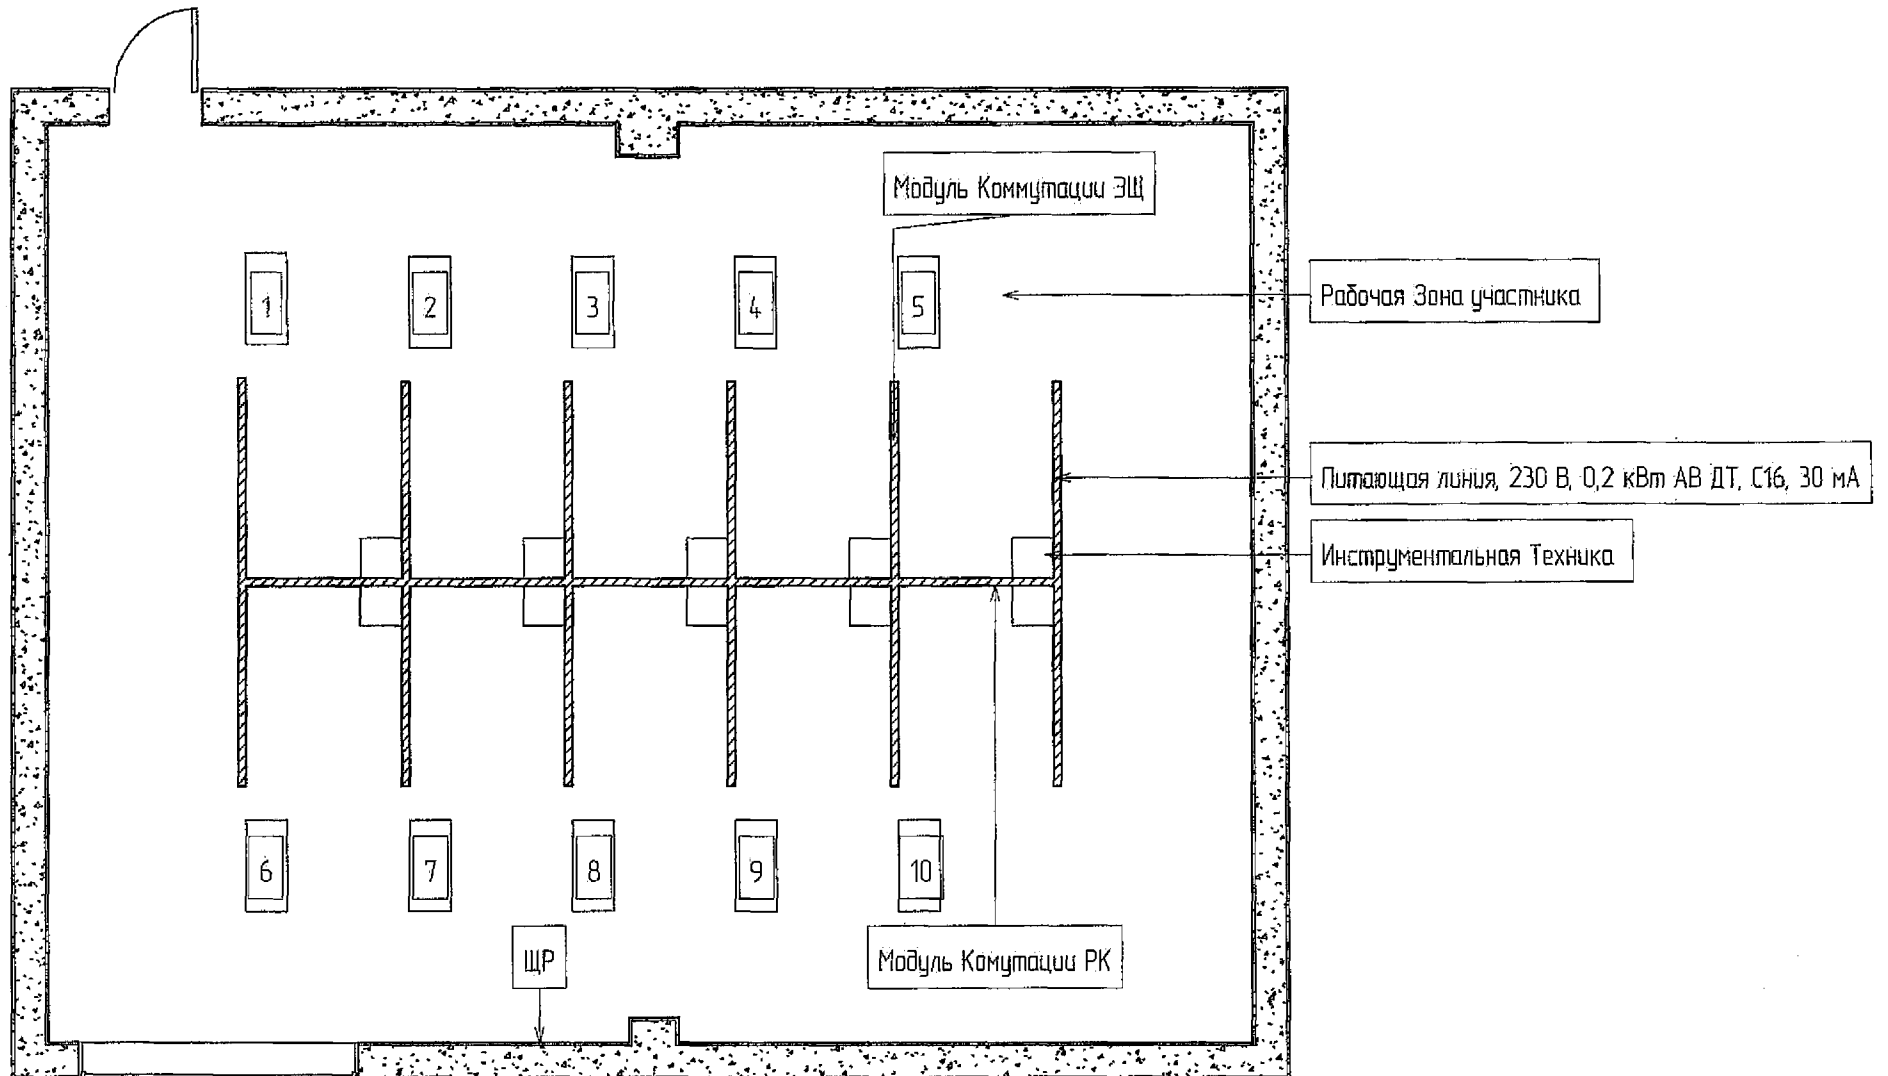 Модуль Коммутации ЭЩ
1
2
3
4
5
Рабочая Зона участника
Питающая линия, 230 В, 0,2 кВт АВ ДТ, С16, 30 мА
Инструментальная Техника
6
7
8
9
10
ЩР
Модуль Комутации РК